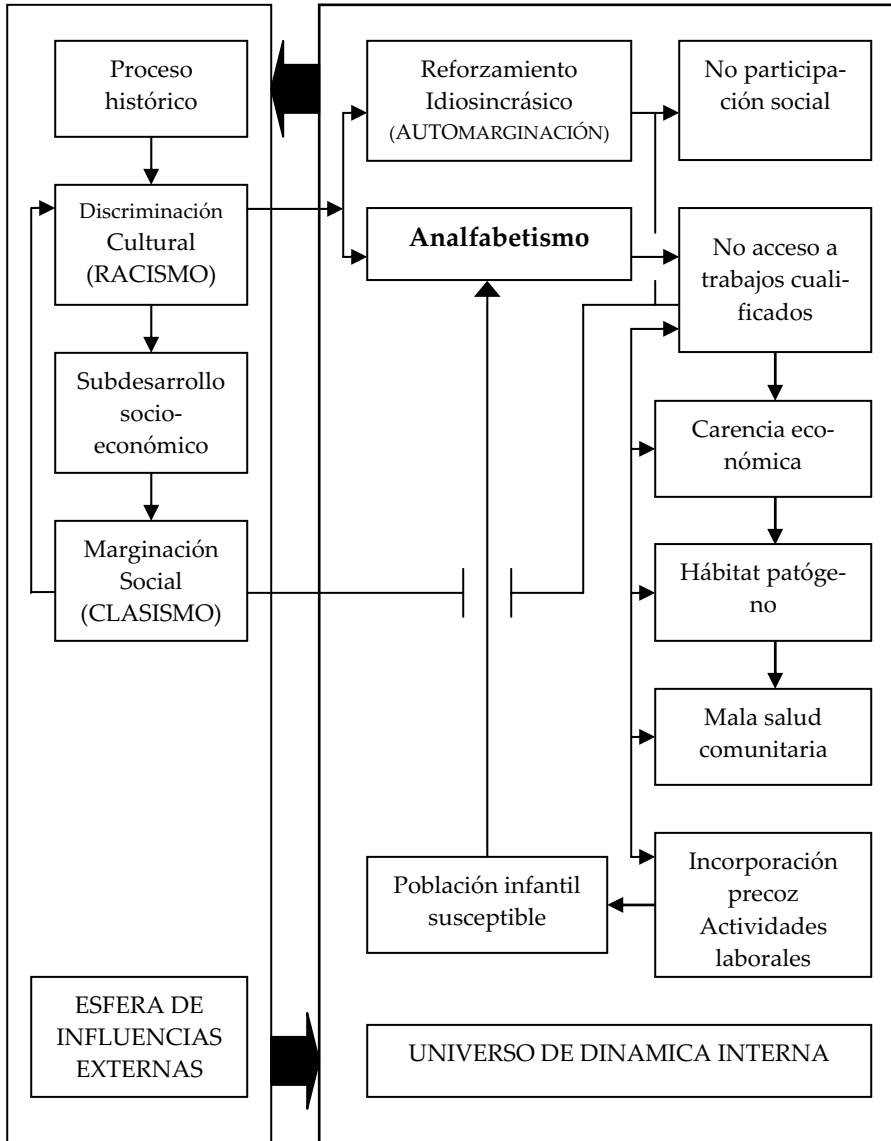 Proceso
histórico
Discriminación
Cultural
(RACISMO)
Subdesarrollo
socio-
económico
Marginación
Social
(CLASISMO)
ESFERA DE
INFLUENCIAS
EXTERNAS
Reforzamiento
Idiosincrásico
(AUTOMARGINACIÓN)
Analfabetismo
Población infantil
susceptible
No participa-
ción social
No acceso a
trabajos cuali-
ficados
Carencia eco-
nómica
Hábitat patóge-
no
Mala salud
comunitaria
Incorporación
precoz
Actividades
laborales
UNIVERSO DE DINAMICA INTERNA